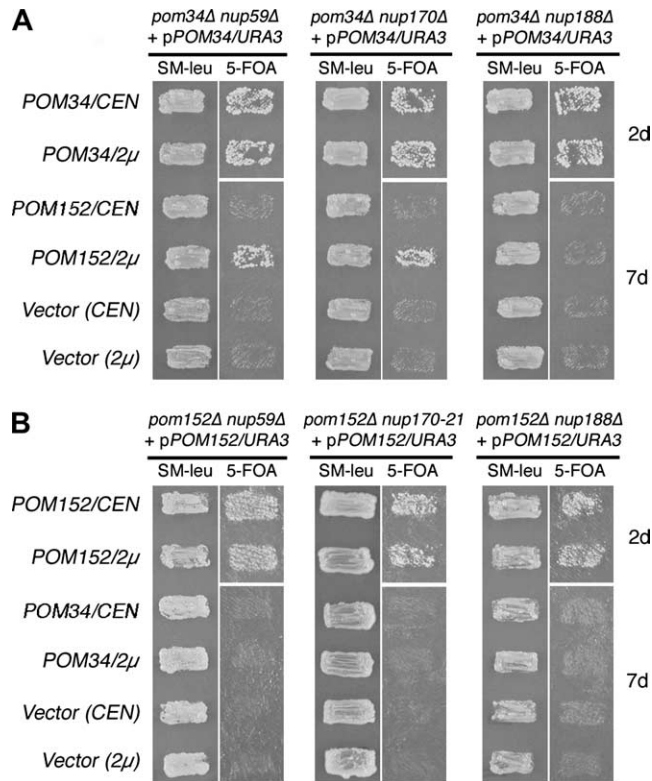 A
pom34Δ nup59Δ pom34Δ nup170Δ pom34Δ nup188Δ
+ pPOM34/URA3 + pPOM34/URA3 + pPOM34/URA3
SM-leu 5-FOA SM-leu 5-FOA SM-leu 5-FOA
POM34/CEN
2d
POM34/2μ
POM152/CEN
POM152/2μ
7d
Vector (CEN)
Vector (2μ)
B
pom152Δ nup59Δ pom152Δ nup170-21 pom152Δ nup188Δ
+ pPOM152/URA3 + pPOM152/URA3 + pPOM152/URA3
SM-leu 5-FOA SM-leu 5-FOA SM-leu 5-FOA
POM152/CEN
2d
POM152/2μ
POM34/CEN
POM34/2μ
7d
Vector (CEN)
Vector (2μ)